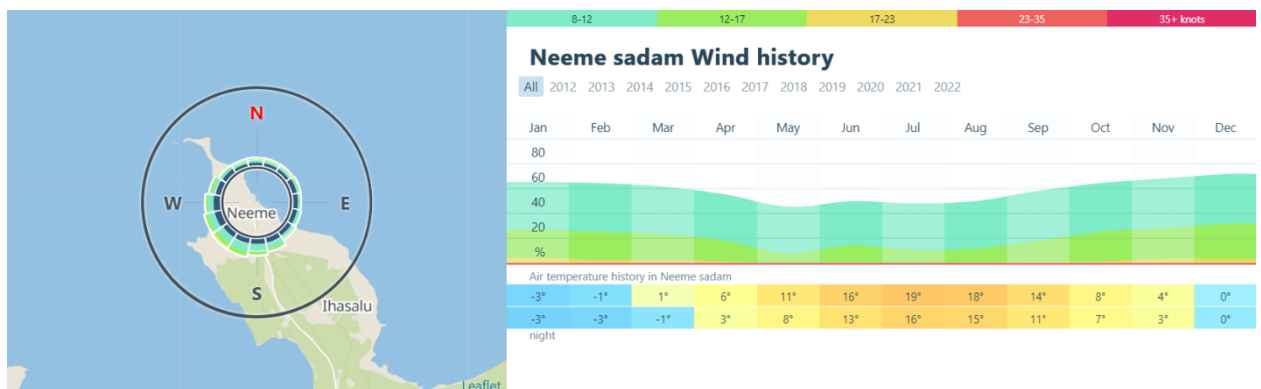 8-12 12-17 17-23 23-35 35+ knots
Neeme sadam Wind history
All 2012 2013 2014 2015 2016 2017 2018 2019 2020 2021 2022
Jan Feb Mar Apr May Jun Jul Aug Sep Oct Nov Dec
80
60
40
20
%
Air temperature history in Neeme sadam
-3° -1° 1° 6° 11° 16° 19° 18° 14° 8° 4° 0°
-3° -3° -1° 3° 8° 13° 16° 15° 11° 7° 3° 0°
night
N
W E
Neeme
S
Ihasalu
Leaflet